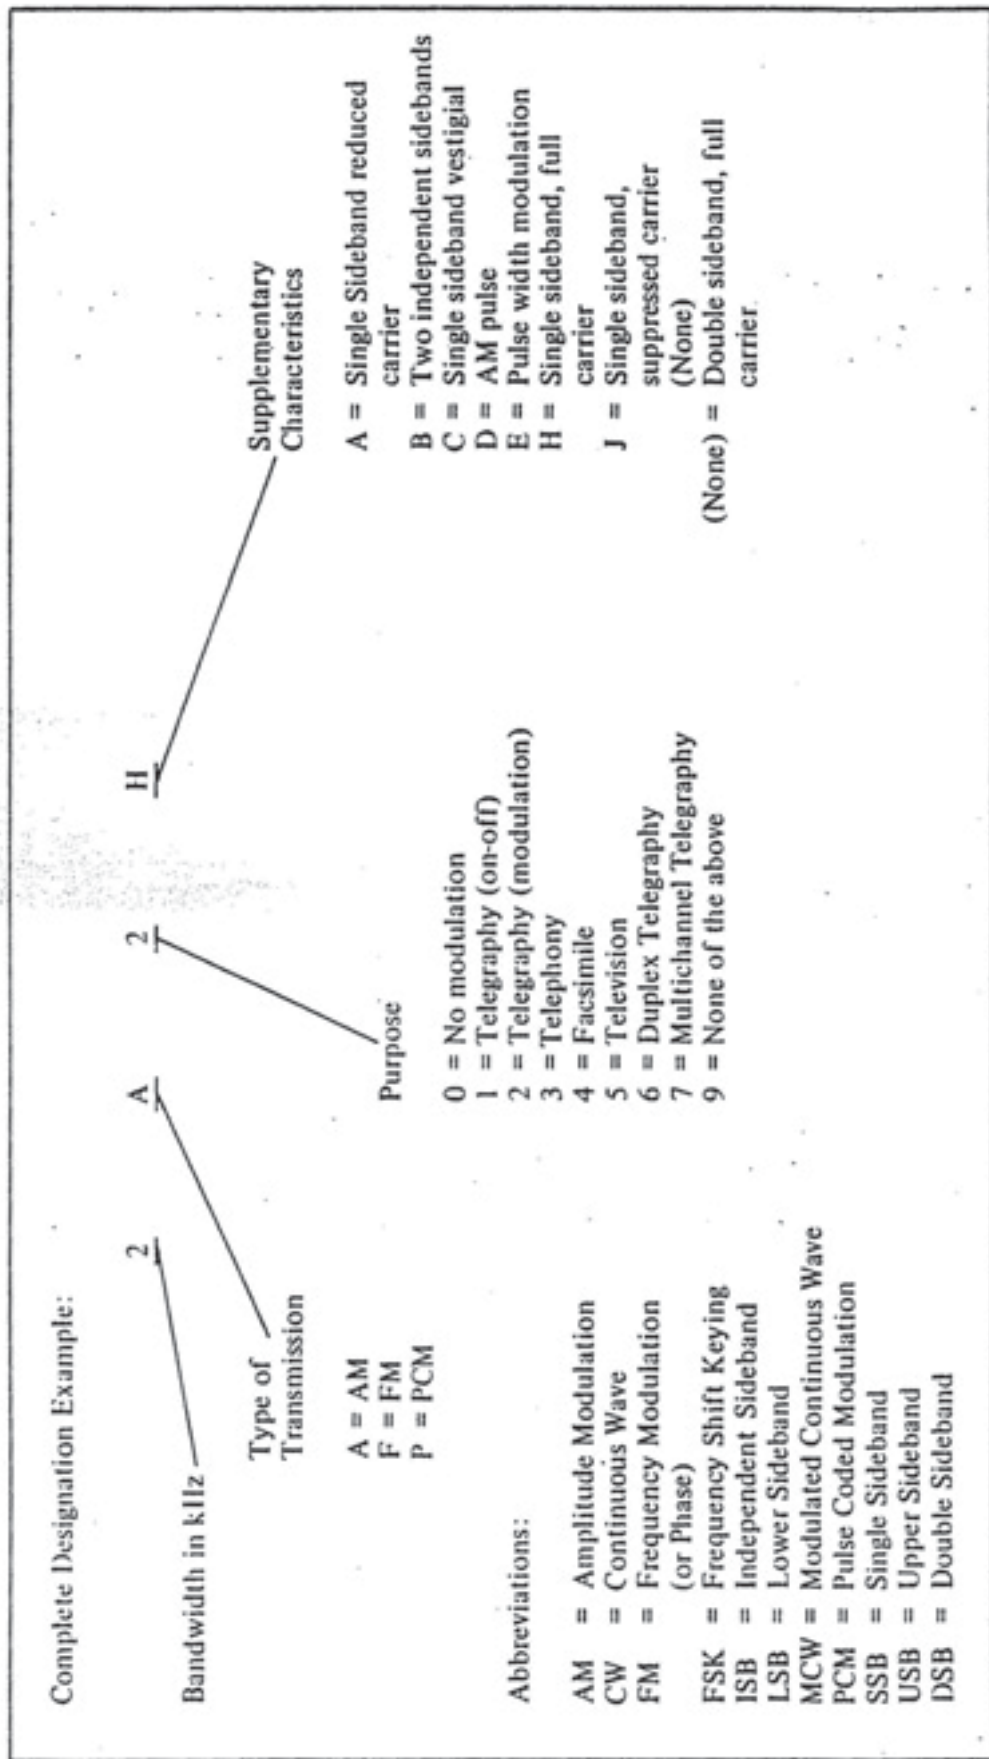 Complete Designation Example:
2 A 2 H
Bandwidth in kHz
Type of
Transmission
A = AM
F = FM
P = PCM
Purpose
0 = No modulation
1 = Telegraphy (on-off)
2 = Telegraphy (modulation)
3 = Telephony
4 = Facsimile
5 = Television
6 = Duplex Telegraphy
7 = Multichannel Telegraphy
9 = None of the above
Supplementary
Characteristics
A = Single Sideband reduced
carrier
B = Two independent sidebands
C = Single sideband vestigial
D = AM pulse
E = Pulse width modulation
H = Single sideband, full
carrier
J = Single sideband,
suppressed carrier
(None)
(None) = Double sideband, full
carrier
Abbreviations:
AM = Amplitude Modulation
CW = Continuous Wave
FM = Frequency Modulation
(or Phase)
FSK = Frequency Shift Keying
ISB = Independent Sideband
LSB = Lower Sideband
MCW = Modulated Continuous Wave
PCM = Pulse Coded Modulation
SSB = Single Sideband
USB = Upper Sideband
DSB = Double Sideband